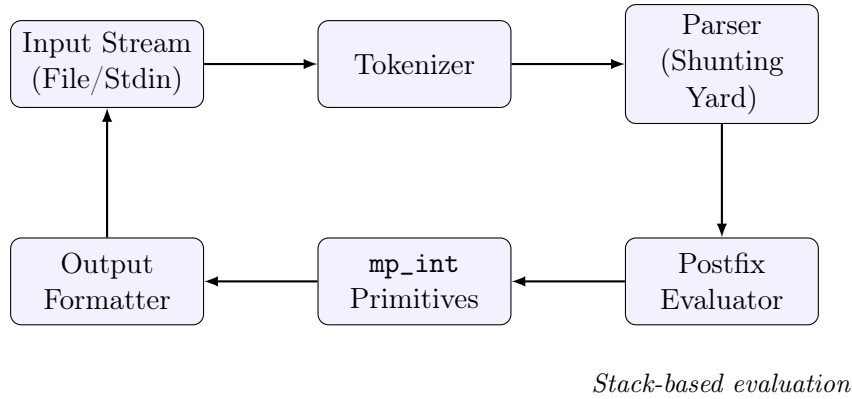 Input Stream
(File/Stdin)
Tokenizer
Parser
(Shunting
Yard)
Output
Formatter
mp_int
Primitives
Postfix
Evaluator
Stack-based evaluation